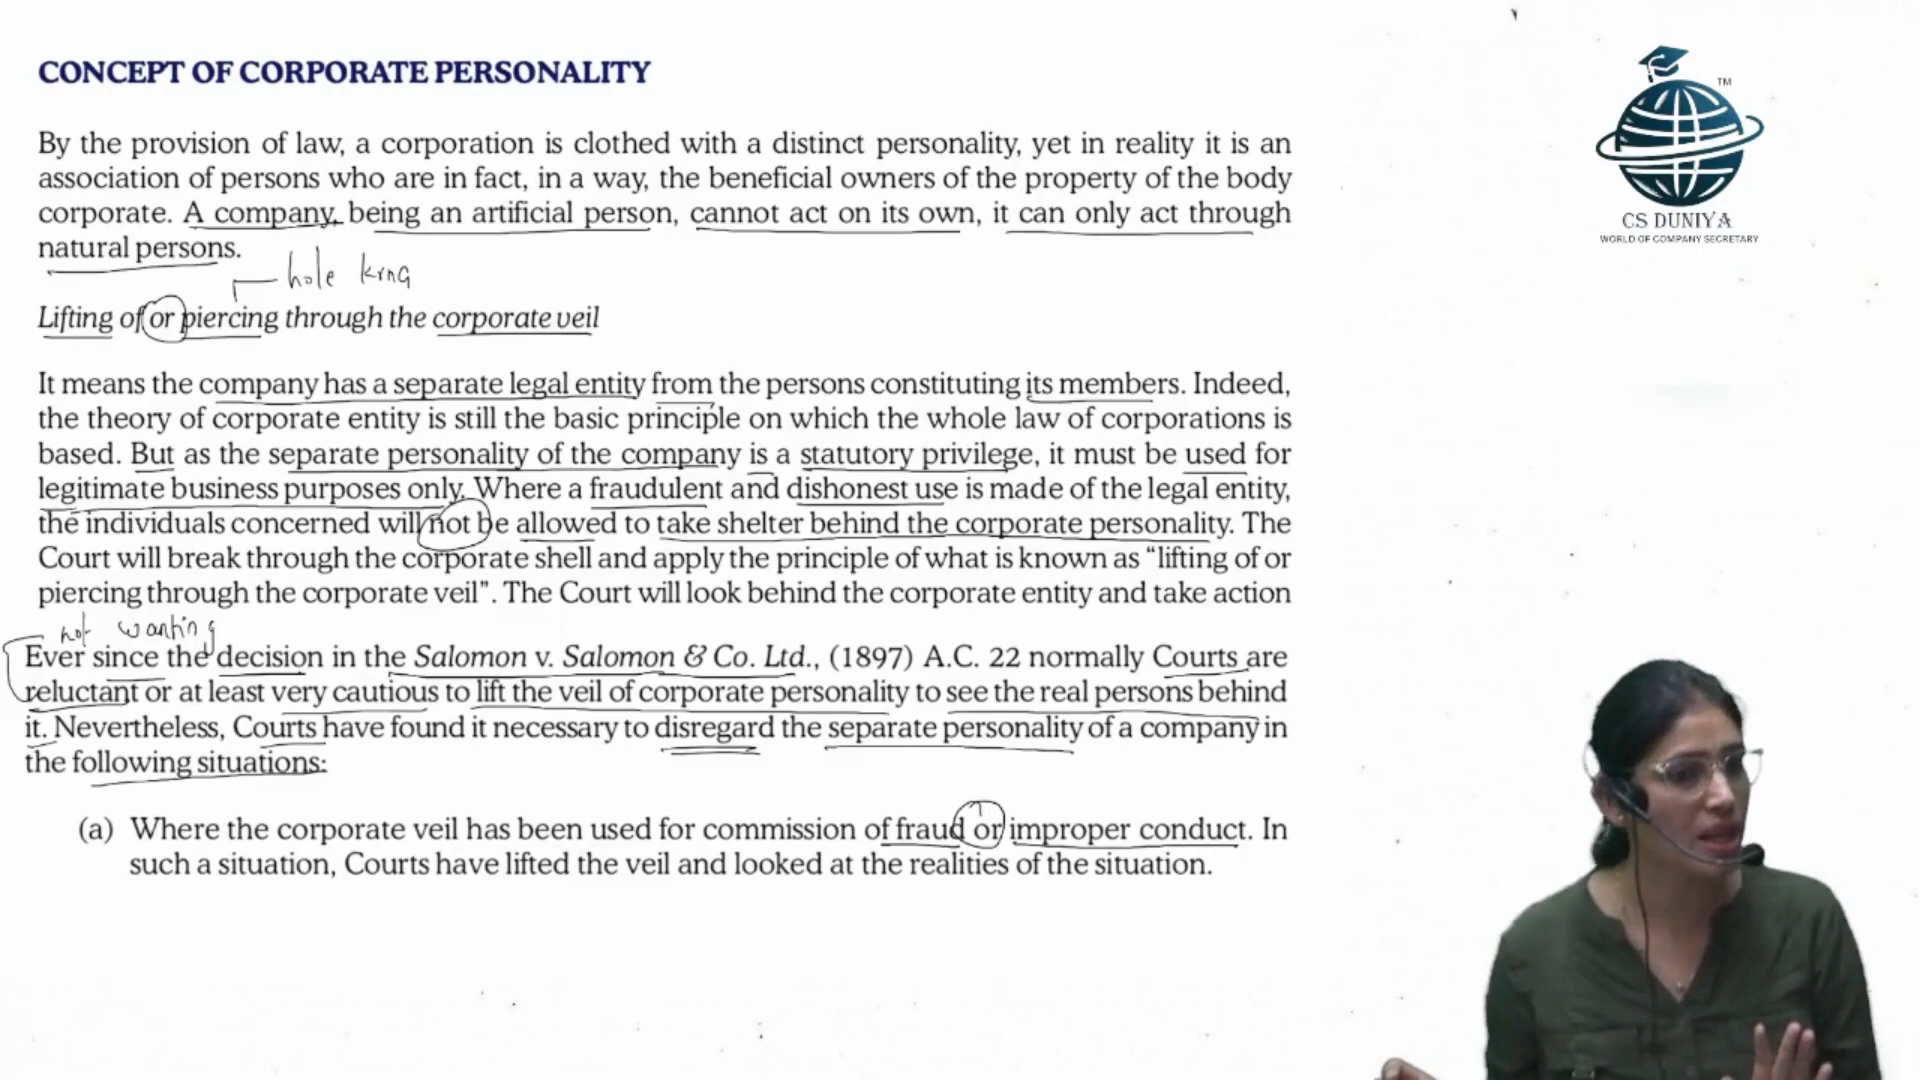 CONCEPT OF CORPORATE PERSONALITY
TM
CS DUNIYA
WORLD OF COMPANY SECRETARY
By the provision of law, a corporation is clothed with a distinct personality, yet in reality it is an
association of persons who are in fact, in a way, the beneficial owners of the property of the body
corporate. A company, being an artificial person, cannot act on its own, it can only act through
natural persons.
hole krna
Lifting of or piercing through the corporate veil
It means the company has a separate legal entity from the persons constituting its members. Indeed,
the theory of corporate entity is still the basic principle on which the whole law of corporations is
based. But as the separate personality of the company is a statutory privilege, it must be used for
legitimate business purposes only. Where a fraudulent and dishonest use is made of the legal entity,
the individuals concerned will not be allowed to take shelter behind the corporate personality. The
Court will break through the corporate shell and apply the principle of what is known as “lifting of or
piercing through the corporate veil”. The Court will look behind the corporate entity and take action
not wanting
Ever since the decision in the Salomon v. Salomon & Co. Ltd., (1897) A.C. 22 normally Courts are
reluctant or at least very cautious to lift the veil of corporate personality to see the real persons behind
it. Nevertheless, Courts have found it necessary to disregard the separate personality of a company in
the following situations:
(a) Where the corporate veil has been used for commission of fraud or improper conduct. In
such a situation, Courts have lifted the veil and looked at the realities of the situation.